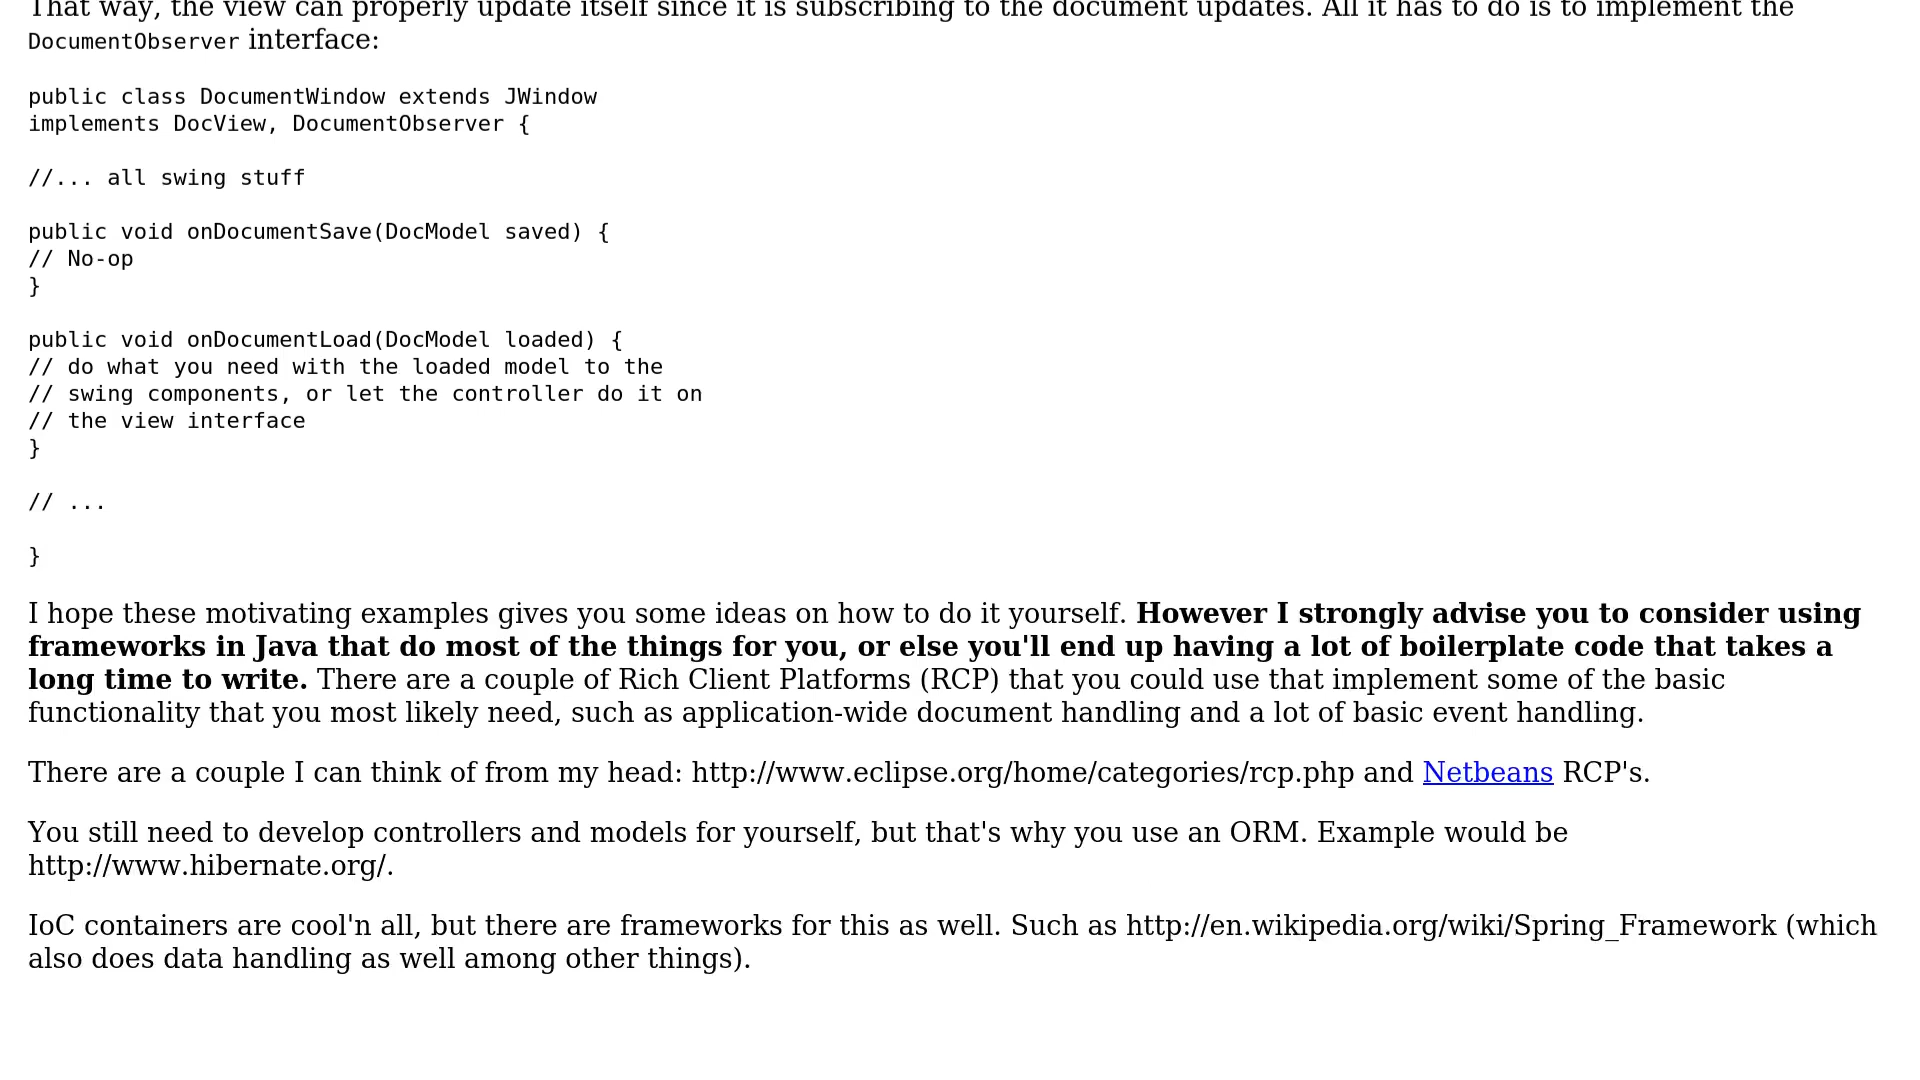 That way, the view can properly update itself since it is subscribing to the document updates. All it has to do is to implement the
DocumentObserver interface:
public class DocumentWindow extends JWindow
implements DocView, DocumentObserver {
//... all swing stuff
public void onDocumentSave(DocModel saved) {
// No-op
}
public void onDocumentLoad(DocModel loaded) {
// do what you need with the loaded model to the
// swing components, or let the controller do it on
// the view interface
}
// ...
}
I hope these motivating examples gives you some ideas on how to do it yourself. However I strongly advise you to consider using
frameworks in Java that do most of the things for you, or else you'll end up having a lot of boilerplate code that takes a
long time to write. There are a couple of Rich Client Platforms (RCP) that you could use that implement some of the basic
functionality that you most likely need, such as application-wide document handling and a lot of basic event handling.
There are a couple I can think of from my head: http://www.eclipse.org/home/categories/rcp.php and Netbeans RCP's.
You still need to develop controllers and models for yourself, but that's why you use an ORM. Example would be
http://www.hibernate.org/.
IoC containers are cool'n all, but there are frameworks for this as well. Such as http://en.wikipedia.org/wiki/Spring_Framework (which
also does data handling as well among other things).